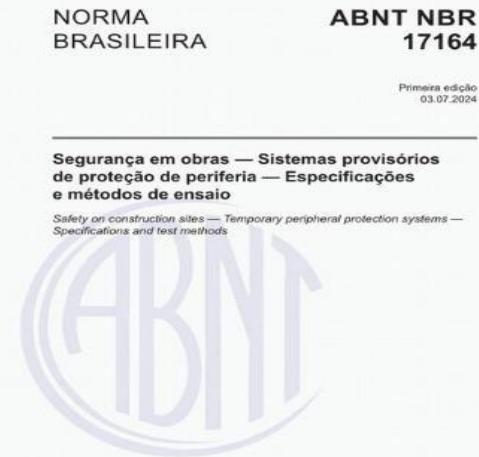 NORMA
BRASILEIRA
ABNT NBR
17164
Primeira edição
03.07.2024
Segurança em obras — Sistemas provisórios
de proteção de periferia — Especificações
e métodos de ensaio
Safety on construction sites — Temporary peripheral protection systems —
Specifications and test methods
ABNT